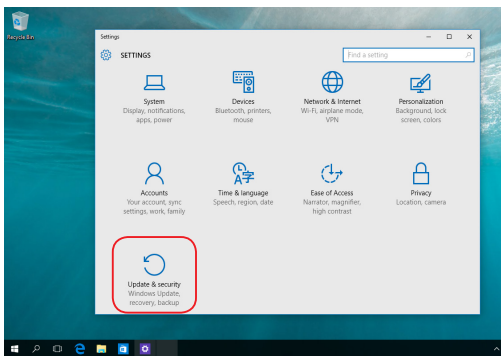 Recycle Bin
Settings
SETTINGS
Find a setting
System
Display, notifications,
apps, power
Devices
Bluetooth, printers,
mouse
Network & Internet
Wi-Fi, airplane mode,
VPN
Personalization
Background, lock
screen, colors
Accounts
Your account, sync
settings, work, family
Time & language
Speech, region, date
Ease of Access
Narrator, magnifier,
high contrast
Privacy
Location, camera
Update & security
Windows Update,
recovery, backup